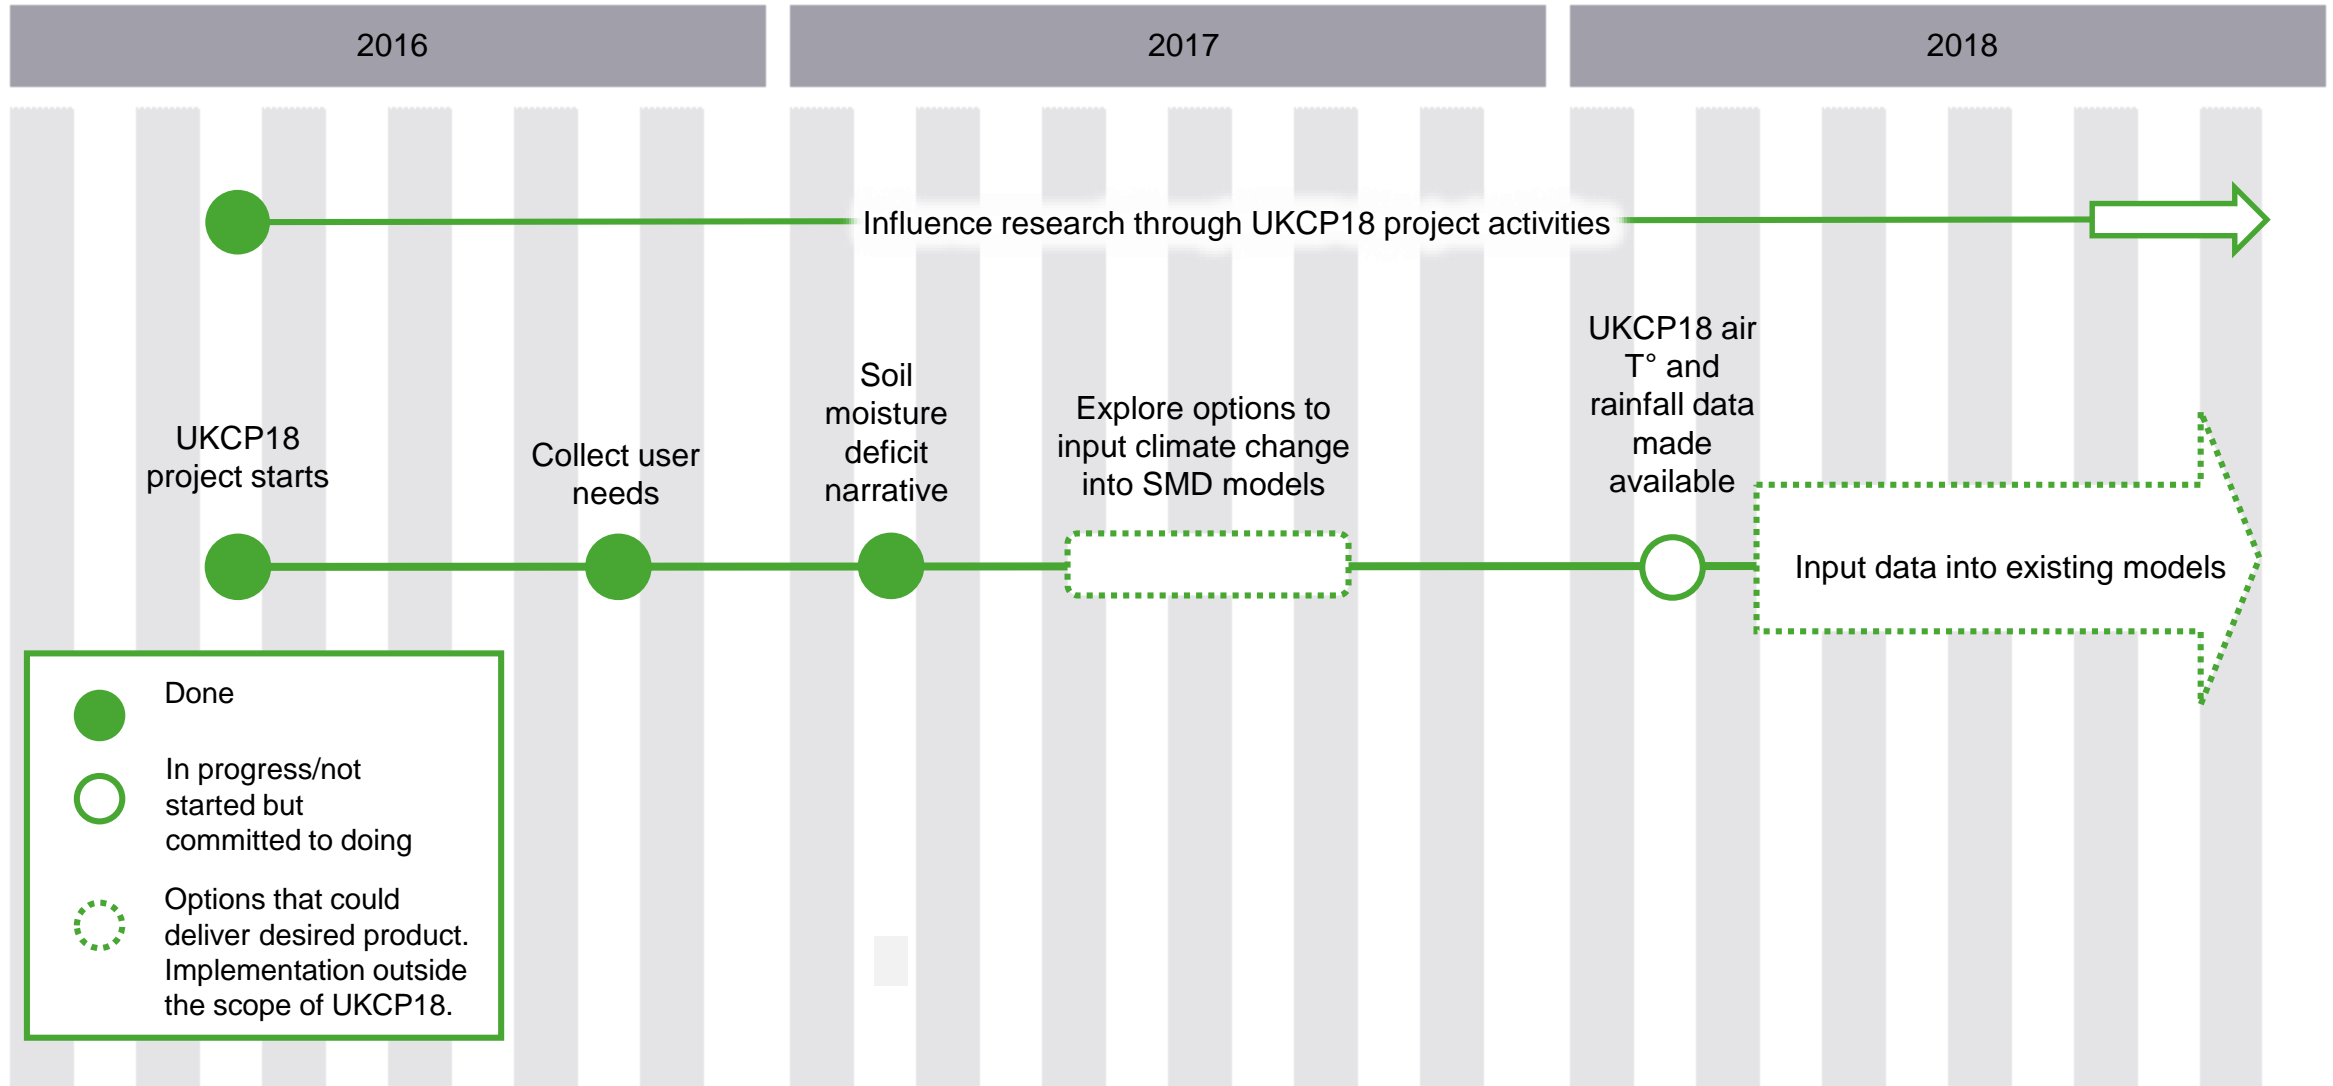 2016
2017
2018
Influence research through UKCP18 project activities
UKCP18
project starts
Collect user
needs
Soil
moisture
deficit
narrative
Explore options to
input climate change
into SMD models
UKCP18 air
T° and
rainfall data
made
available
Input data into existing models
Done
In progress/not
started but
committed to doing
Options that could
deliver desired product.
Implementation outside
the scope of UKCP18.